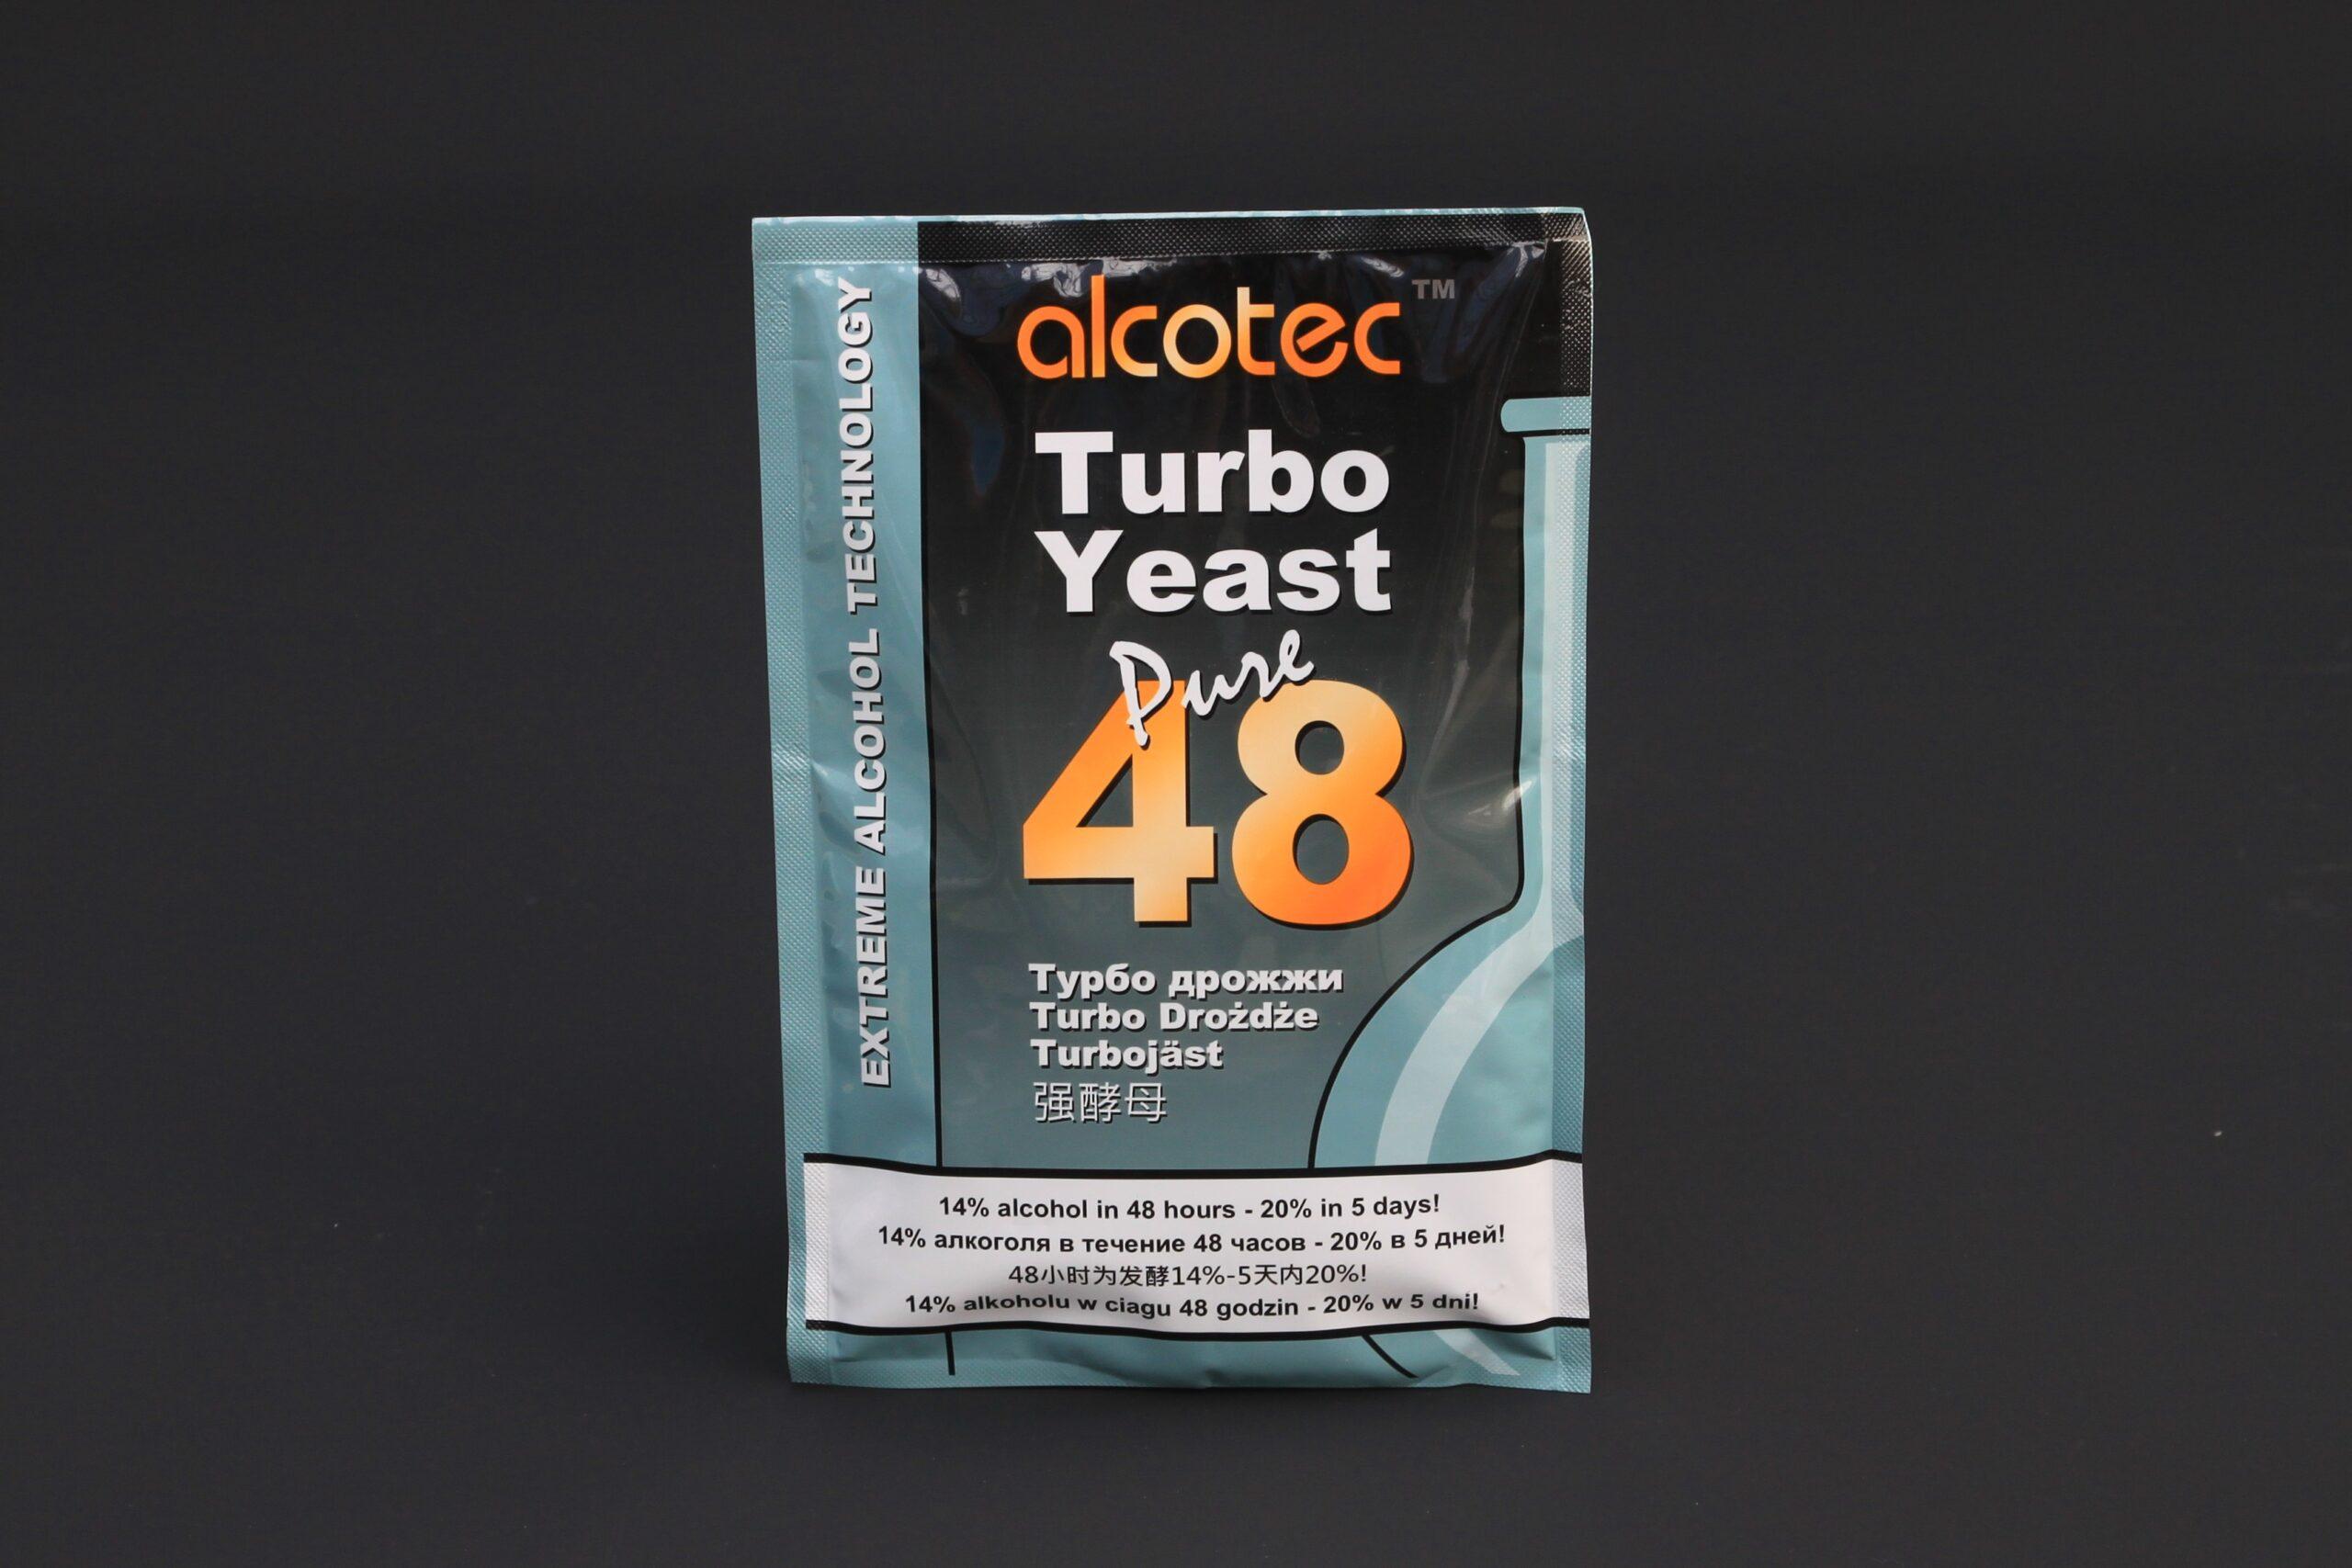 EXTREME ALCOHOL TECHNOLOGY
alcotec™
Turbo
Yeast
Pure
48
Турбо дрожжи
Turbo Drożdże
Turbojäst
强酵母
14% alcohol in 48 hours - 20% in 5 days!
14% алкоголя в течение 48 часов - 20% в 5 дней!
48小时为发酵14%-5天内20%!
14% alkoholu w ciagu 48 godzin - 20% w 5 dni!